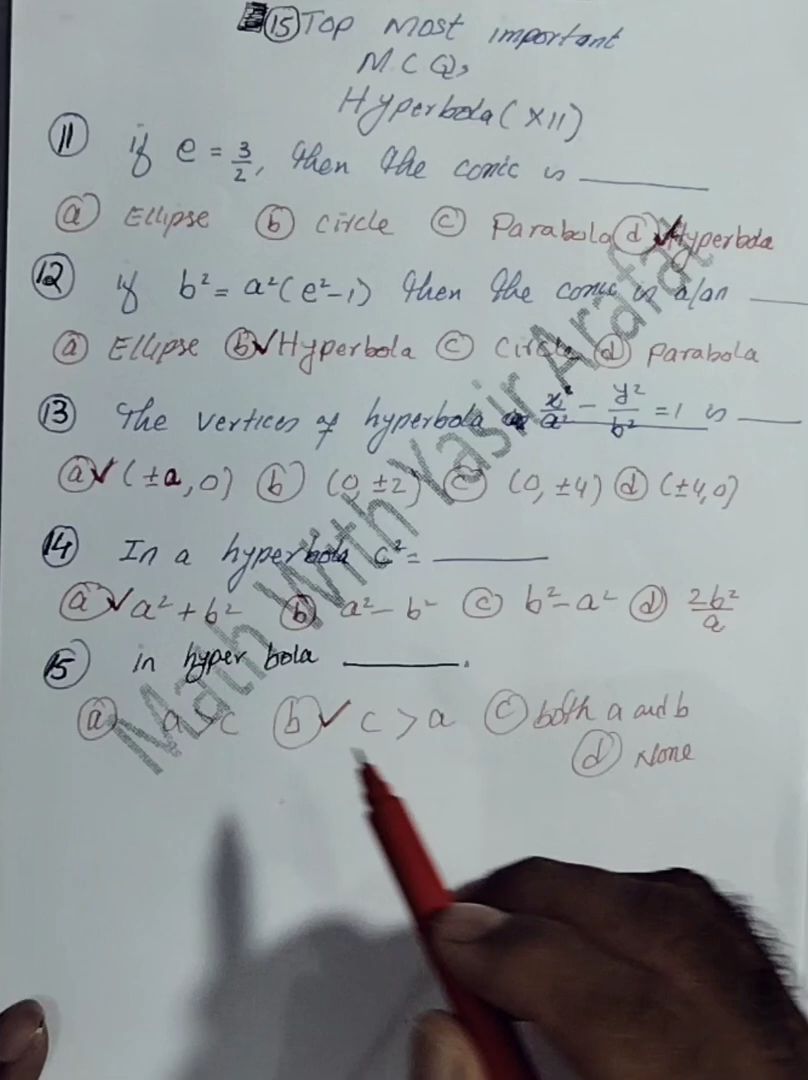 15 Top Most important
MCQs
Hyperbola (XII)
11 if e = 3/2, then the conic is ______
a Ellipse b Circle c Parabola d ✓ Hyperbola
12 if b² = a²(e²-1) then the conic is a/an ___
a Ellipse b ✓ Hyperbola c Circle d Parabola
13 The vertices of hyperbola x²/a² - y²/b² = 1 is ___
a ✓ (±a, 0) b (0, ±2) c (0, ±4) d (±4, 0)
14 In a hyperbola c² = ______
a ✓ a² + b² b a² - b² c b² - a² d 2b²/a
15 in hyper bola ______.
a a > c b ✓ c > a c both a and b
d None
Math With Yasir Arafat